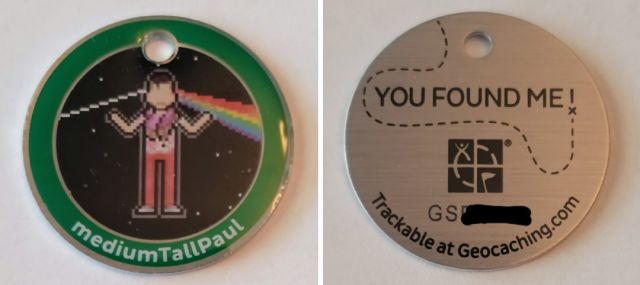 mediumTallPaul
YOU FOUND ME!
GS
Trackable at Geocaching.com